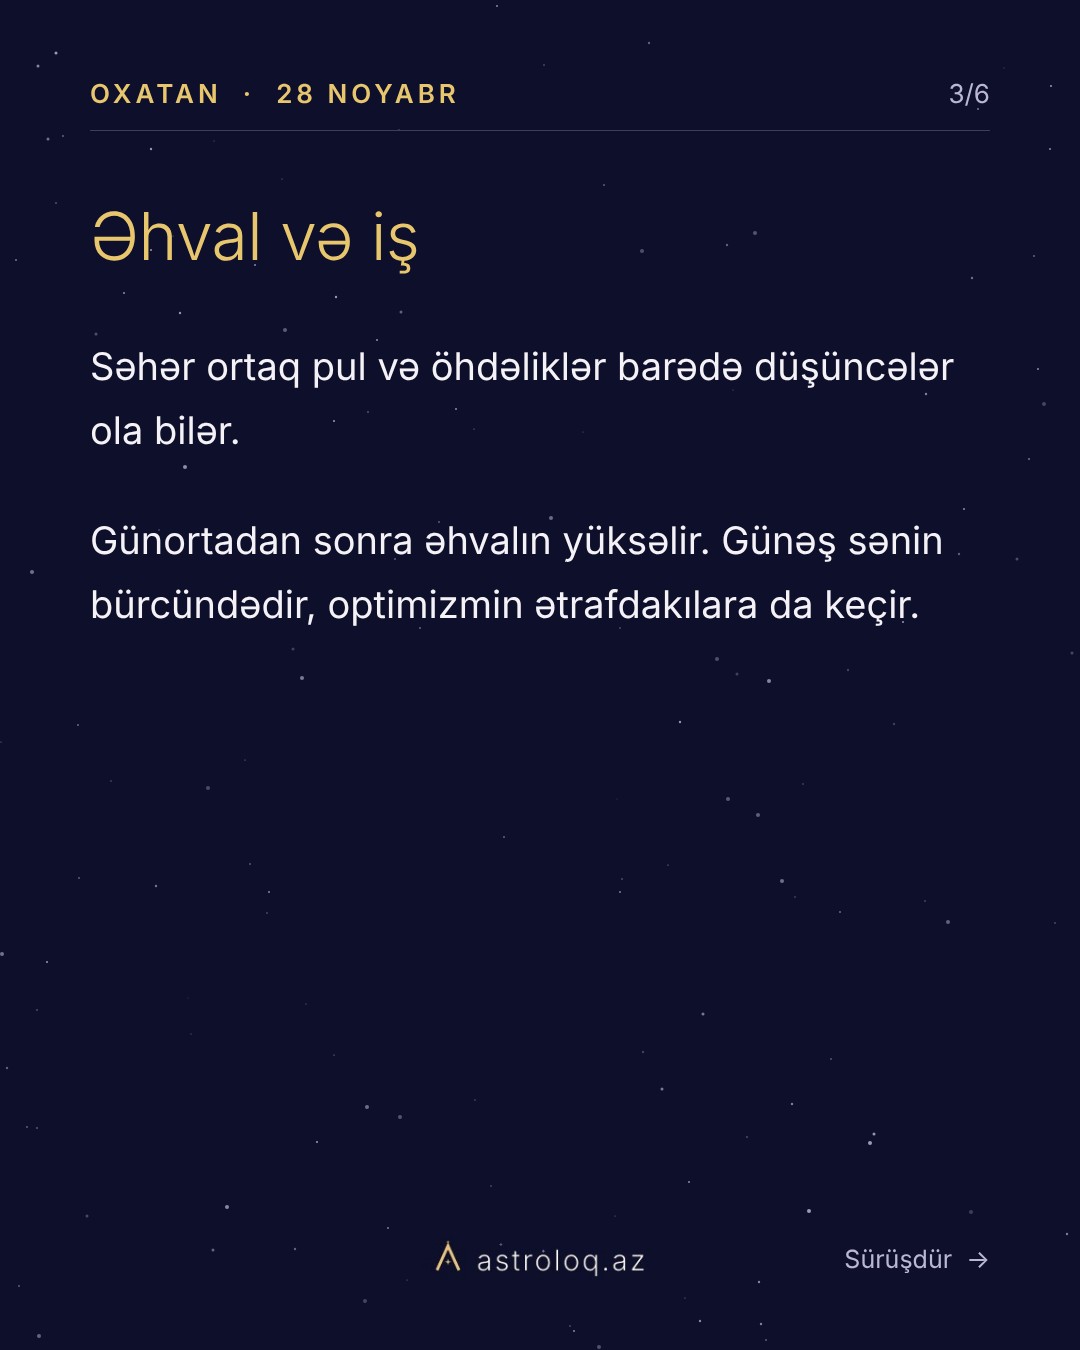 OXATAN · 28 NOYABR
3/6
Əhval və iş
Səhər ortaq pul və öhdəliklər barədə düşüncələr
ola bilər.
Günortadan sonra əhvalın yüksəlir. Günəş sənin
bürcündədir, optimizmin ətrafdakılara da keçir.
astroloq.az
Sürüşdür →